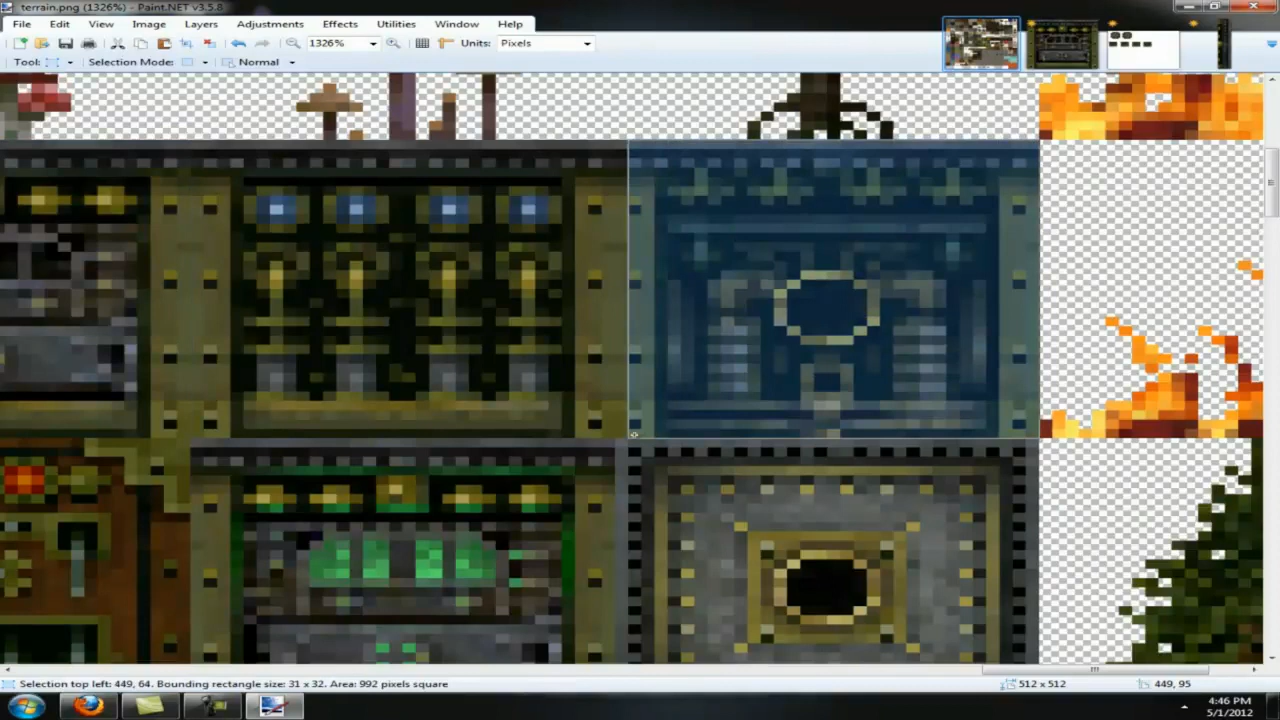 terrain.png (1326%) - Paint.NET v3.5.8
File Edit View Image Layers Adjustments Effects Utilities Window Help
1326% Units: Pixels
Tool: Selection Mode: Normal
Selection top left: 449, 64. Bounding rectangle size: 31 x 32. Area: 992 pixels square 512 x 512 449, 95
4:46 PM
5/1/2012